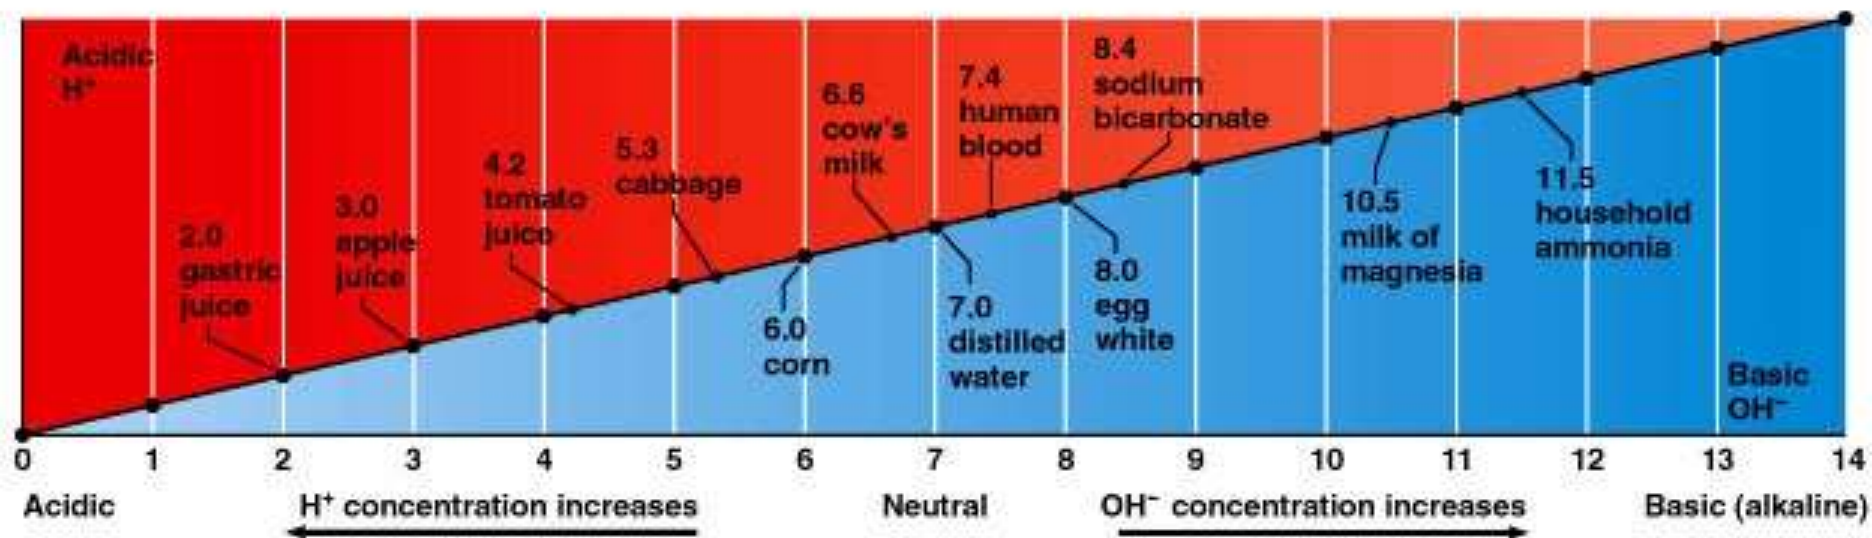 Acidic
H⁺
2.0
gastric
juice
3.0
apple
juice
4.2
tomato
juice
5.3
cabbage
6.0
corn
6.6
cow's
milk
7.0
distilled
water
7.4
human
blood
8.0
egg
white
8.4
sodium
bicarbonate
10.5
milk of
magnesia
11.5
household
ammonia
Basic
OH⁻
0 1 2 3 4 5 6 7 8 9 10 11 12 13 14
Acidic H⁺ concentration increases Neutral OH⁻ concentration increases Basic (alkaline)